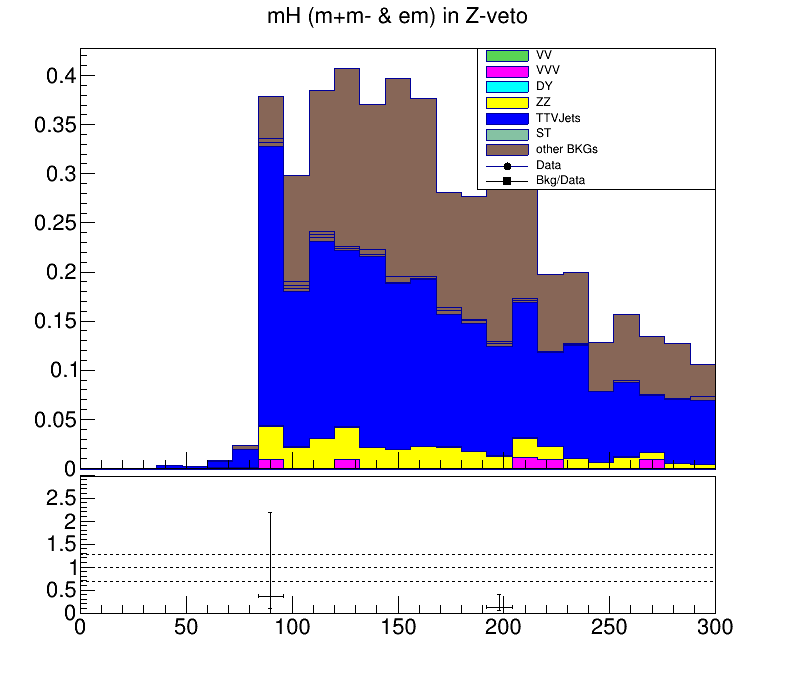 mH (m+m- & em) in Z-veto
VV
VVV
DY
ZZ
TTVJets
ST
other BKGs
Data
Bkg/Data
0.4
0.35
0.3
0.25
0.2
0.15
0.1
0.05
0
2.5
2
1.5
1
0.5
0
0 50 100 150 200 250 300